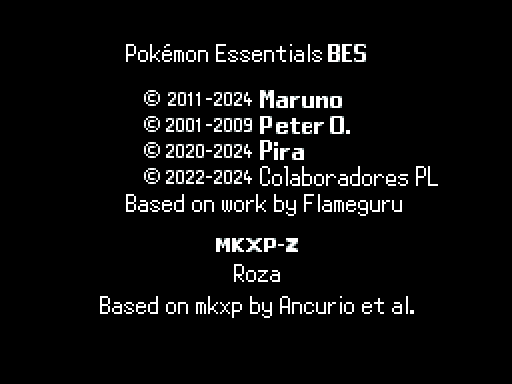 Pokémon Essentials BES
© 2011-2024 Maruno
© 2001-2009 Peter O.
© 2020-2024 Pira
© 2022-2024 Colaboradores PL
Based on work by Flameguru
MKXP-Z
Roza
Based on mkxp by Ancurio et al.